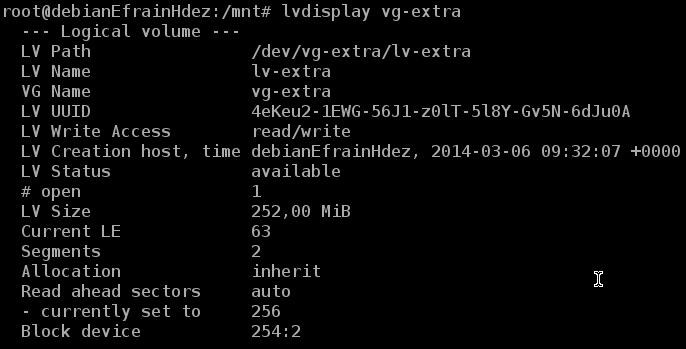 root@debianEfrainHdez:/mnt# lvdisplay vg-extra
--- Logical volume ---
LV Path /dev/vg-extra/lv-extra
LV Name lv-extra
VG Name vg-extra
LV UUID 4eKeu2-1EWG-56J1-z0lT-5l8Y-Gv5N-6dJu0A
LV Write Access read/write
LV Creation host, time debianEfrainHdez, 2014-03-06 09:32:07 +0000
LV Status available
# open 1
LV Size 252,00 MiB
Current LE 63
Segments 2
Allocation inherit
Read ahead sectors auto
- currently set to 256
Block device 254:2